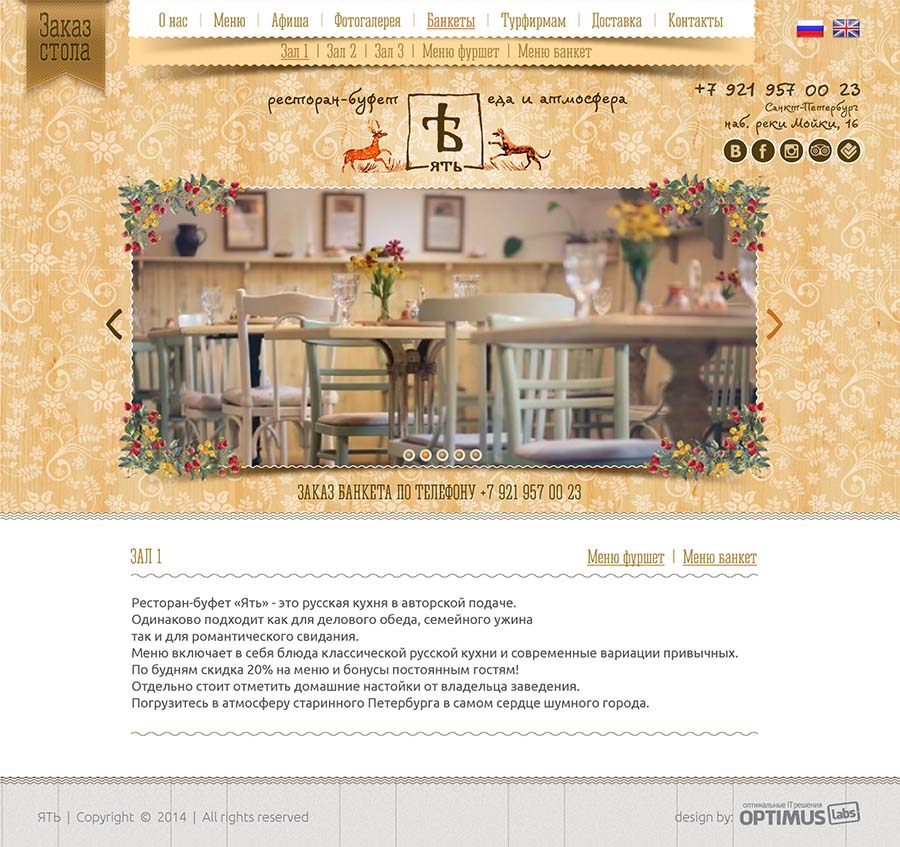 Заказ
стола
О нас | Меню | Афиша | Фотогалерея | Банкеты | Турфирмам | Доставка | Контакты
Зал 1 | Зал 2 | Зал 3 | Меню фуршет | Меню банкет
ресторан-буфет
Ѣ
ЯТЬ
еда и атмосфера
+7 921 957 00 23
Санкт-Петербург
наб. реки Мойки, 16
ЗАКАЗ БАНКЕТА ПО ТЕЛЕФОНУ +7 921 957 00 23
ЗАЛ 1
Меню фуршет | Меню банкет
Ресторан-буфет «Ять» - это русская кухня в авторской подаче.
Одинаково подходит как для делового обеда, семейного ужина
так и для романтического свидания.
Меню включает в себя блюда классической русской кухни и современные вариации привычных.
По будням скидка 20% на меню и бонусы постоянным гостям!
Отдельно стоит отметить домашние настойки от владельца заведения.
Погрузитесь в атмосферу старинного Петербурга в самом сердце шумного города.
ЯТЬ | Copyright © 2014 | All rights reserved
design by:
оптимальные IT решения
OPTIMUS labs